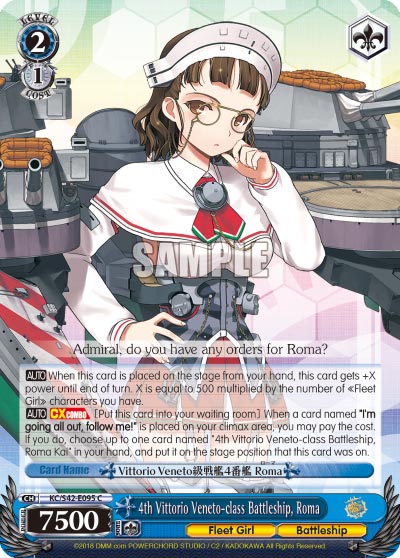 LEVEL
2
1
COST
SAMPLE
Admiral, do you have any orders for Roma?
AUTO When this card is placed on the stage from your hand, this card gets +X
power until end of turn. X is equal to 500 multiplied by the number of «Fleet
Girl» characters you have.
AUTO CXCOMBO [Put this card into your waiting room] When a card named "I'm
going all out, follow me!" is placed on your climax area, you may pay the cost.
If you do, choose up to one card named "4th Vittorio Veneto-class Battleship,
Roma Kai" in your hand, and put it on the stage position that this card was on.
Card Name
Vittorio Veneto級戦艦4番艦 Roma
ローマ
GH KC/S42-E095 C
4th Vittorio Veneto-class Battleship, Roma
7500
Fleet Girl
Battleship
©2018 DMM.com POWERCHORD STUDIO / C2 / KADOKAWA All Rights Reserved.